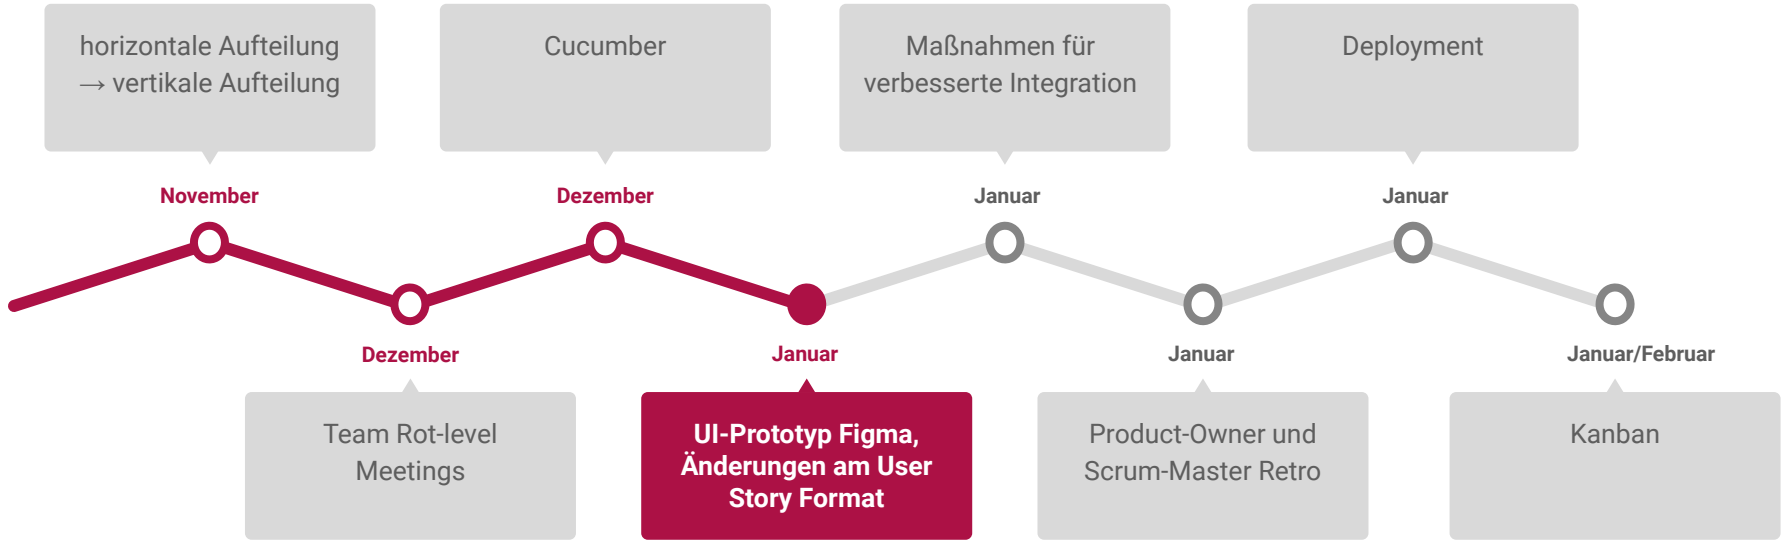 horizontale Aufteilung
→ vertikale Aufteilung
Cucumber
Maßnahmen für
verbesserte Integration
Deployment
November
Dezember
Januar
Januar
Dezember
Januar
Januar
Januar/Februar
Team Rot-level
Meetings
UI-Prototyp Figma,
Änderungen am User
Story Format
Product-Owner und
Scrum-Master Retro
Kanban